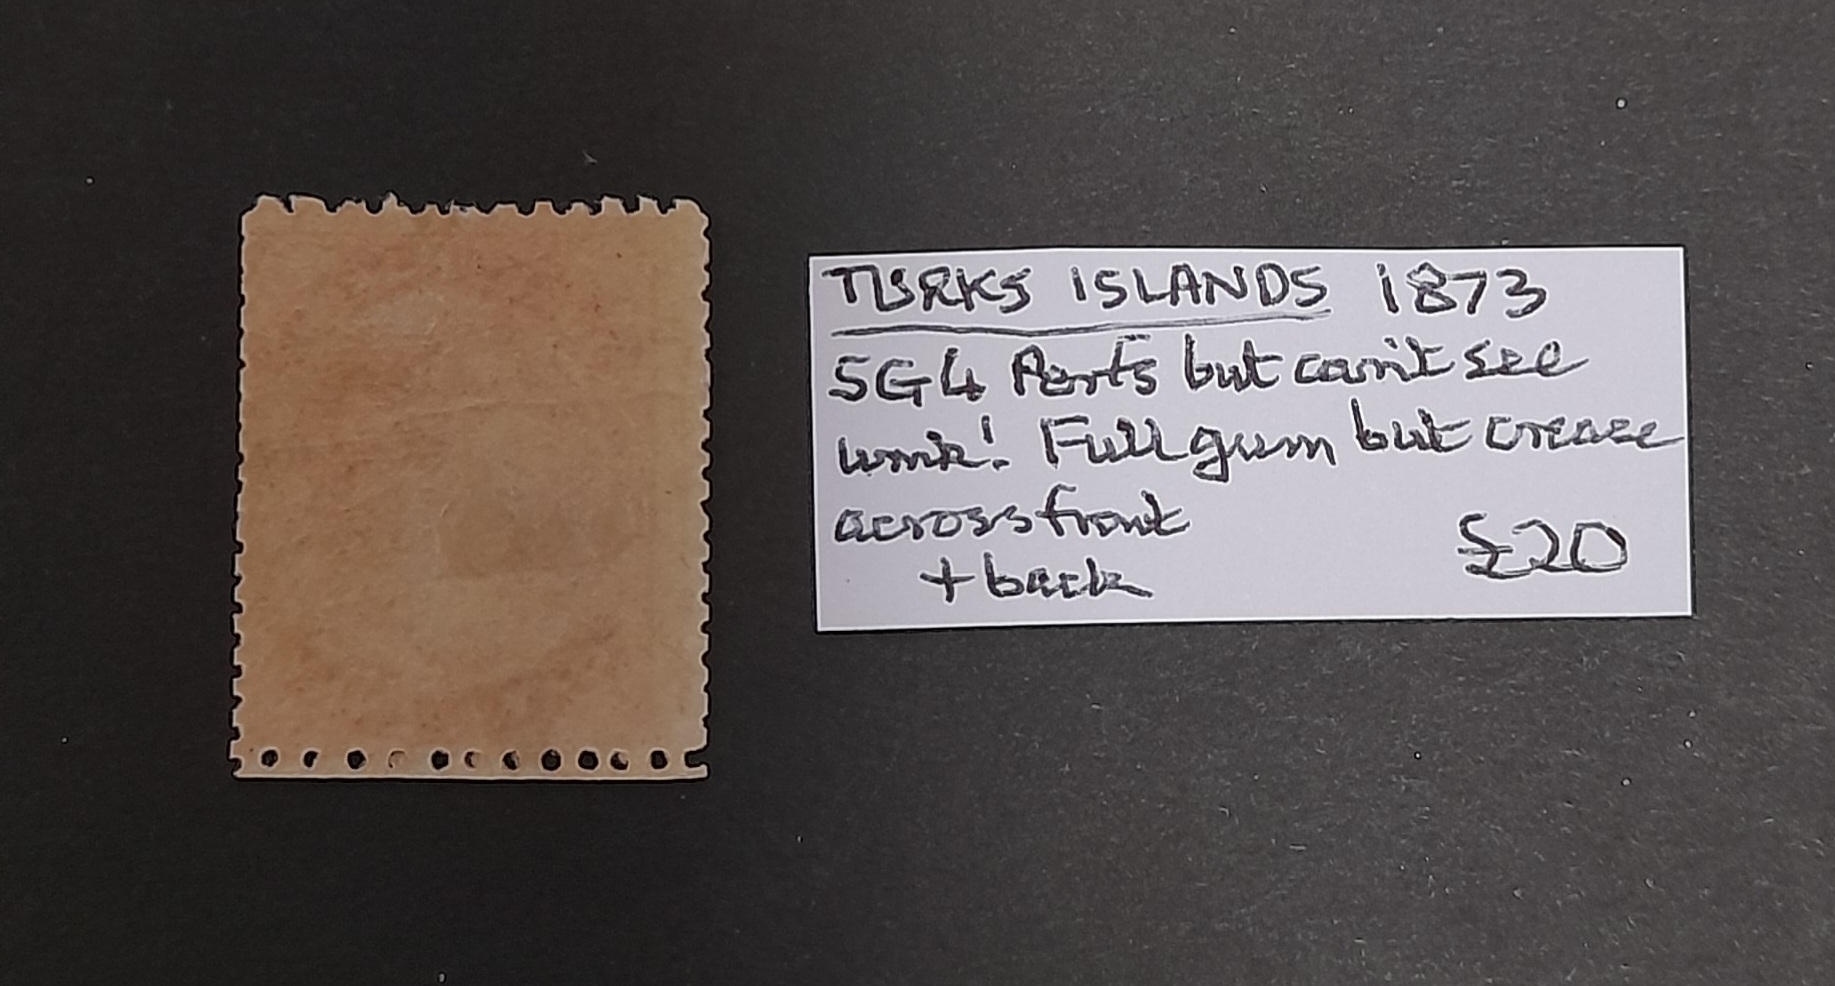 TURKS ISLANDS 1873
SG4 Perfs but can't see
wmk! Full gum but crease
across front
+ back £20